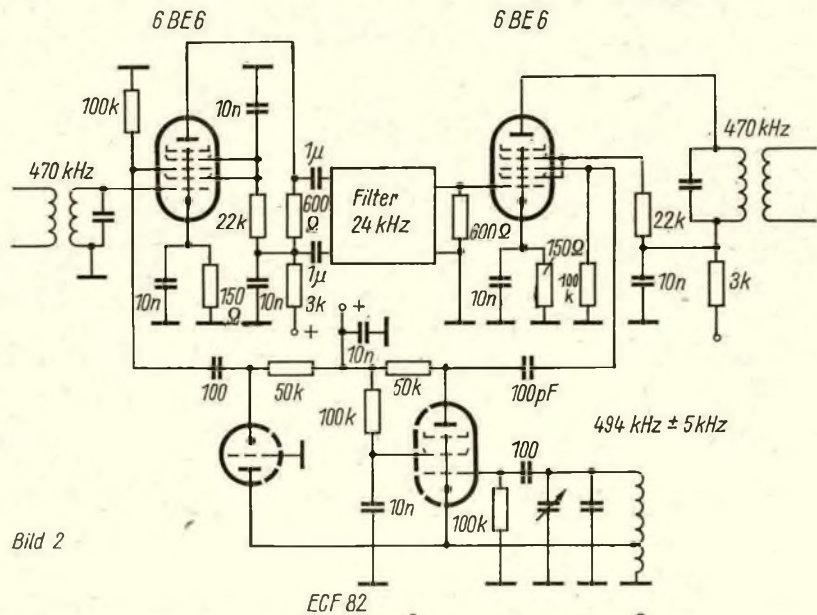 6 BE 6
6 BE 6
100k
10n
470 kHz
470 kHz
1µ
22k
600
Ω
Filter
24 kHz
600Ω
22k
1µ
10n
150
Ω
10n
3k
10n
150Ω
100
k
10n
3k
+
+
10n
100
50k
50k
100pF
100k
494 kHz ± 5kHz
100
10n
100k
Bild 2
ECF 82